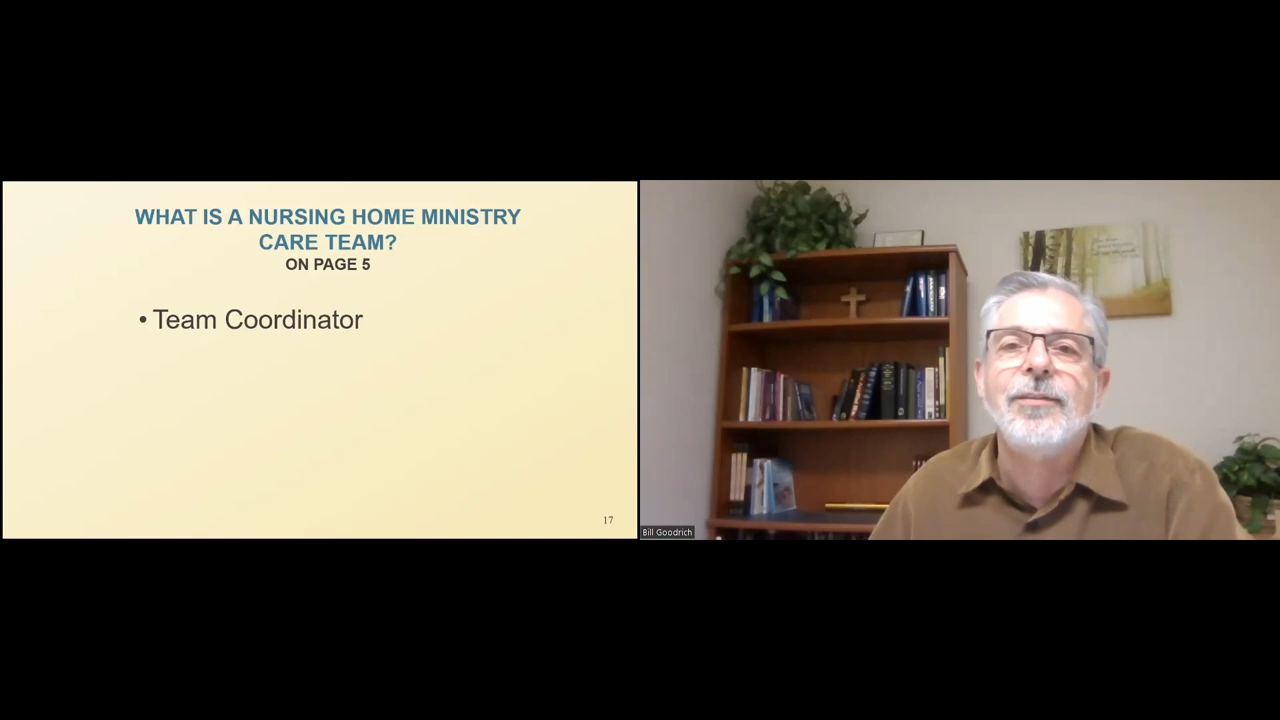 WHAT IS A NURSING HOME MINISTRY
CARE TEAM?
ON PAGE 5
• Team Coordinator
17
Bill Goodrich